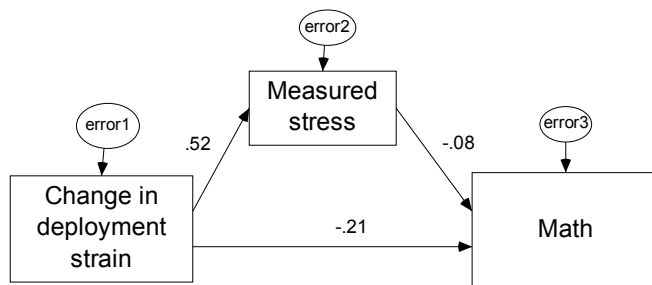 error2
Measured
stress
error1
error3
.52
-.08
Change in
deployment
strain
-.21
Math